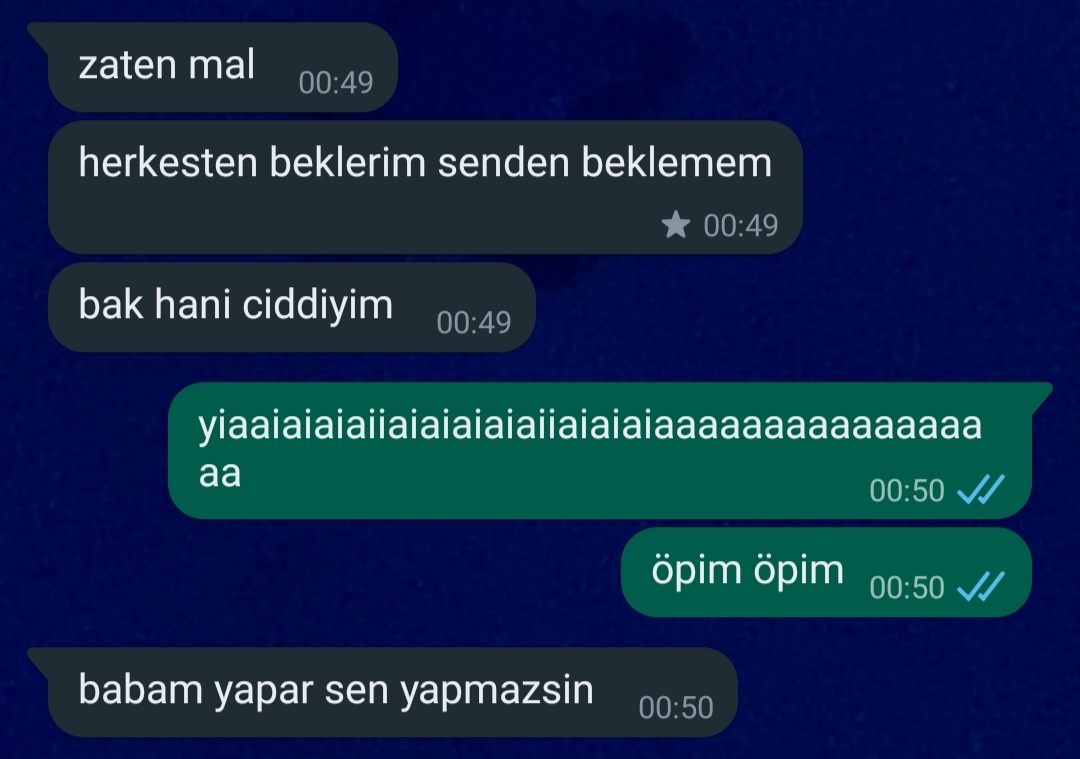 zaten mal 00:49
herkesten beklerim senden beklemem
00:49
bak hani ciddiyim 00:49
yiaaiaiaiaiiaiaiaiaiaiiaiaiaiaaaaaaaaaaaaaaa
aa
00:50
öpim öpim 00:50
babam yapar sen yapmazsin 00:50